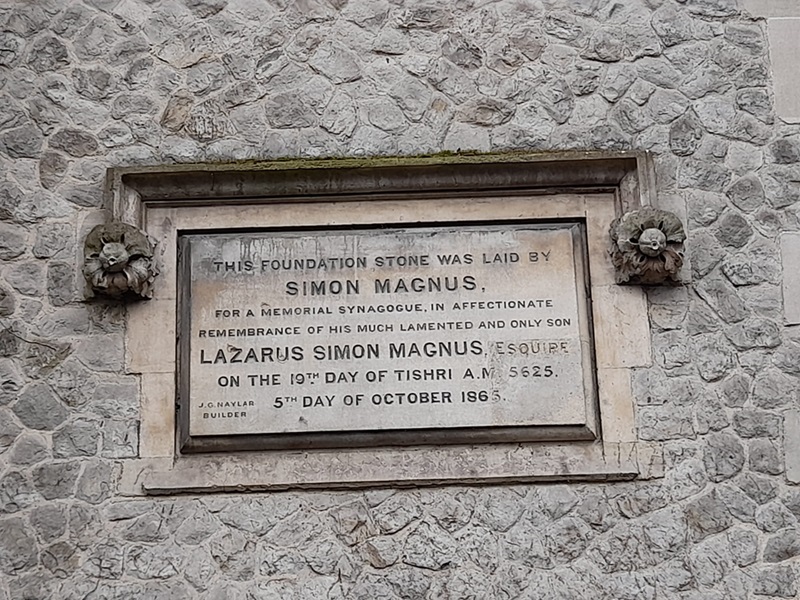 THIS FOUNDATION STONE WAS LAID BY
SIMON MAGNUS,
FOR A MEMORIAL SYNAGOGUE, IN AFFECTIONATE
REMEMBRANCE OF HIS MUCH LAMENTED AND ONLY SON
LAZARUS SIMON MAGNUS, ESQUIRE
ON THE 19TH DAY OF TISHRI A.M. 5625.
5TH DAY OF OCTOBER 1865.
J.G. NAYLAR
BUILDER